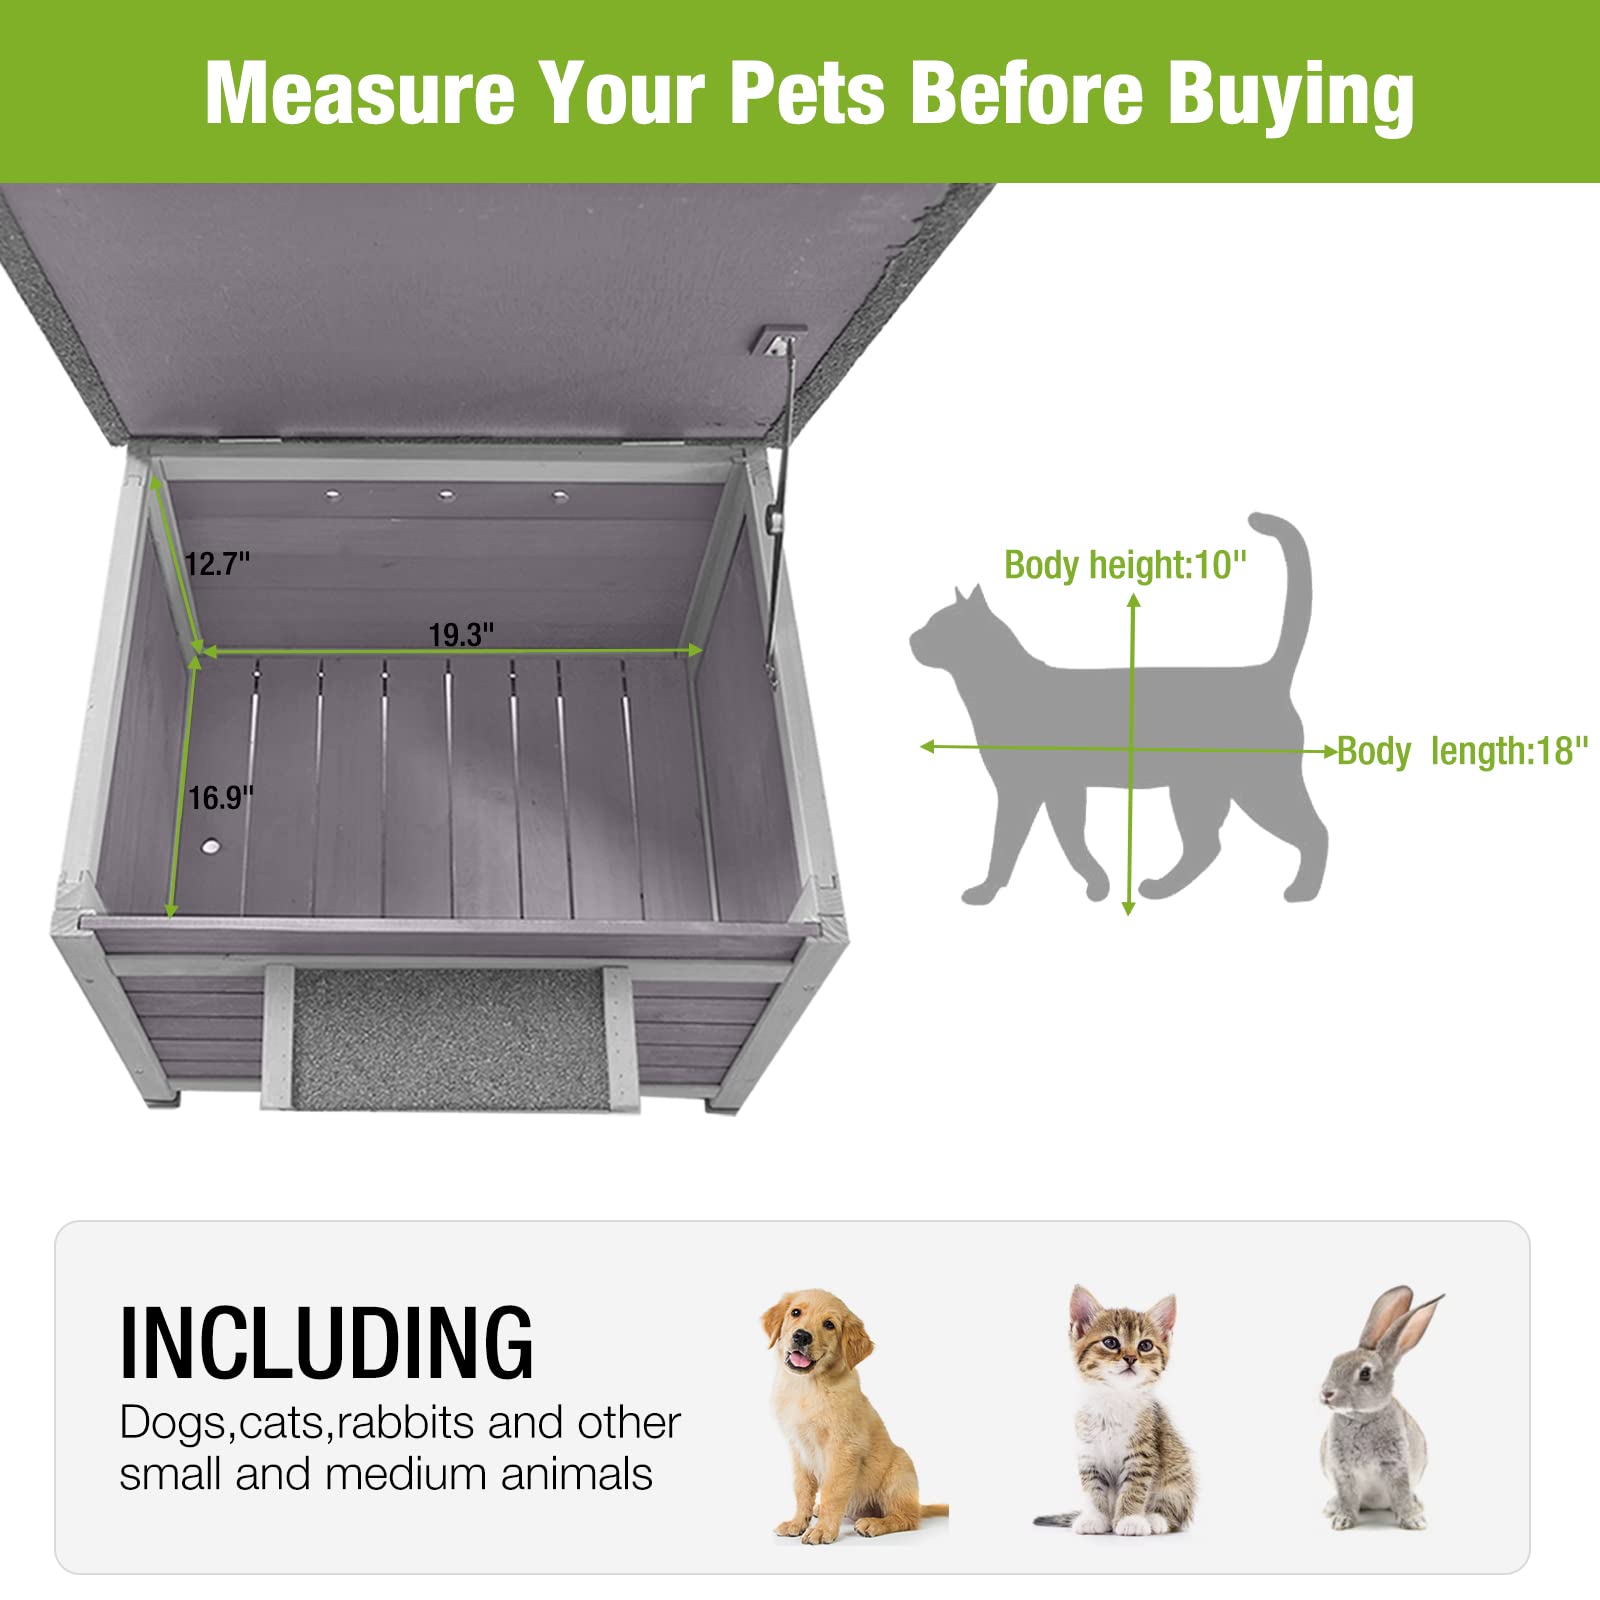 Measure Your Pets Before Buying
12.7"
19.3"
16.9"
Body height:10"
Body length:18"
INCLUDING
Dogs,cats,rabbits and other
small and medium animals